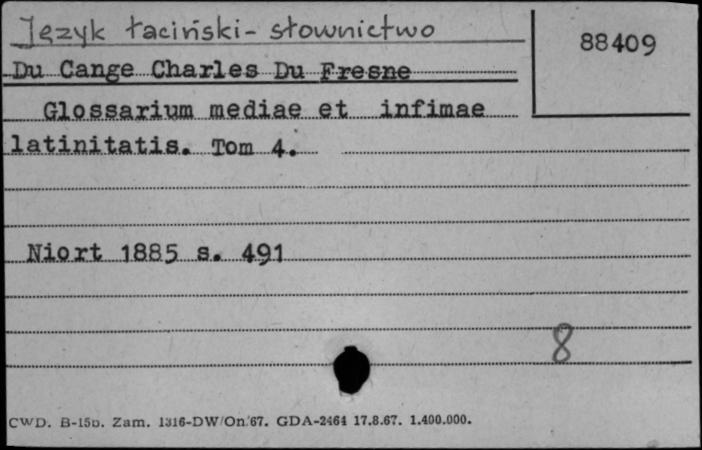 Język łaciński - słownictwo
88409
Du Cange Charles Du Fresne
Glossarium mediae et infimae
latinitatis. Tom 4.
Niort 1885 s. 491
8
CWD. B-15b. Zam. 1316-DW/On/67. GDA-2464 17.8.67. 1.400.000.